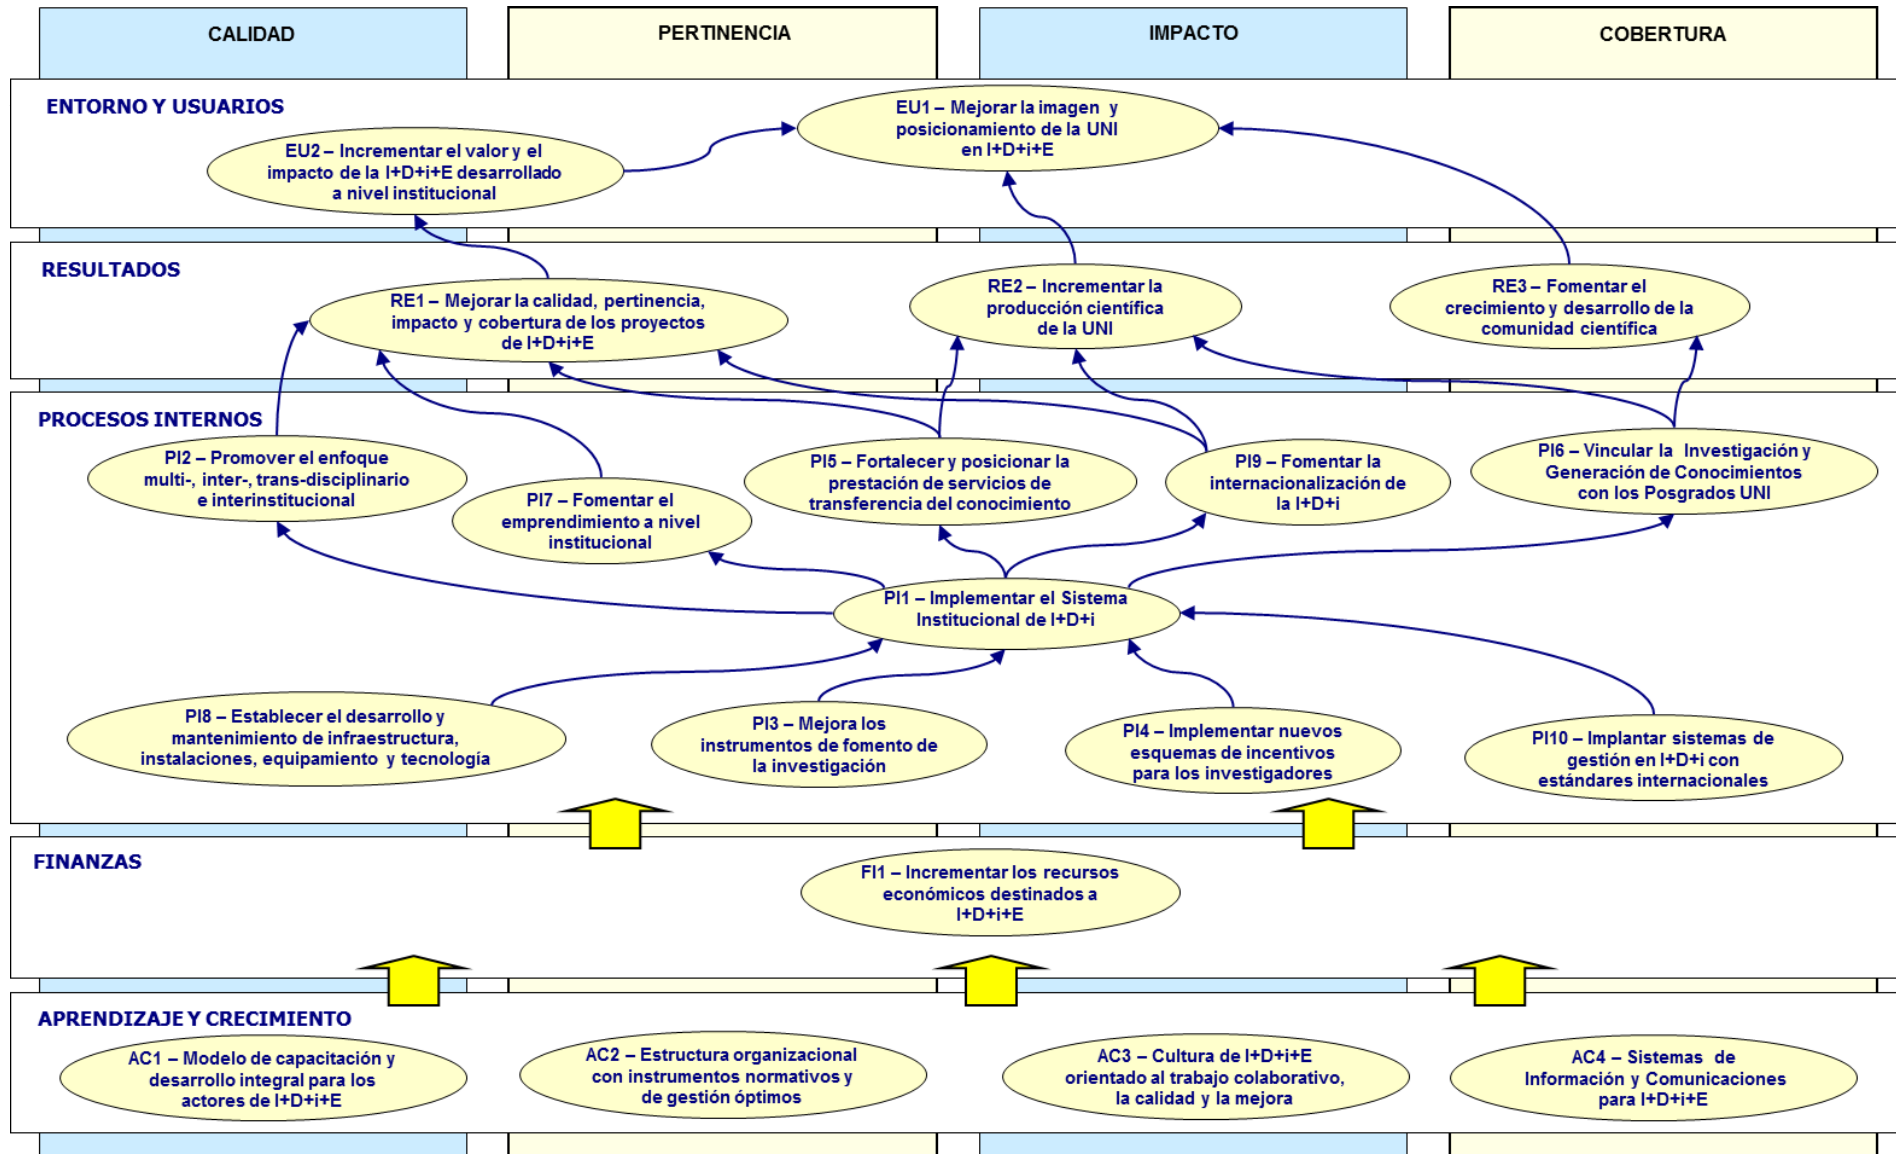 CALIDAD
PERTINENCIA
IMPACTO
COBERTURA
ENTORNO Y USUARIOS
EU1 – Mejorar la imagen y
posicionamiento de la UNI
en I+D+i+E
EU2 – Incrementar el valor y el
impacto de la I+D+i+E desarrollado
a nivel institucional
RESULTADOS
RE1 – Mejorar la calidad, pertinencia,
impacto y cobertura de los proyectos
de I+D+i+E
RE2 – Incrementar la
producción científica
de la UNI
RE3 – Fomentar el
crecimiento y desarrollo de la
comunidad científica
PROCESOS INTERNOS
PI2 – Promover el enfoque
multi-, inter-, trans-disciplinario
e interinstitucional
PI7 – Fomentar el
emprendimiento a nivel
institucional
PI5 – Fortalecer y posicionar la
prestación de servicios de
transferencia del conocimiento
PI9 – Fomentar la
internacionalización de
la I+D+i
PI6 – Vincular la Investigación y
Generación de Conocimientos
con los Posgrados UNI
PI1 – Implementar el Sistema
Institucional de I+D+i
PI8 – Establecer el desarrollo y
mantenimiento de infraestructura,
instalaciones, equipamiento y tecnología
PI3 – Mejora los
instrumentos de fomento de
la investigación
PI4 – Implementar nuevos
esquemas de incentivos
para los investigadores
PI10 – Implantar sistemas de
gestión en I+D+i con
estándares internacionales
FINANZAS
FI1 – Incrementar los recursos
económicos destinados a
I+D+i+E
APRENDIZAJE Y CRECIMIENTO
AC1 – Modelo de capacitación y
desarrollo integral para los
actores de I+D+i+E
AC2 – Estructura organizacional
con instrumentos normativos y
de gestión óptimos
AC3 – Cultura de I+D+i+E
orientado al trabajo colaborativo,
la calidad y la mejora
AC4 – Sistemas de
Información y Comunicaciones
para I+D+i+E